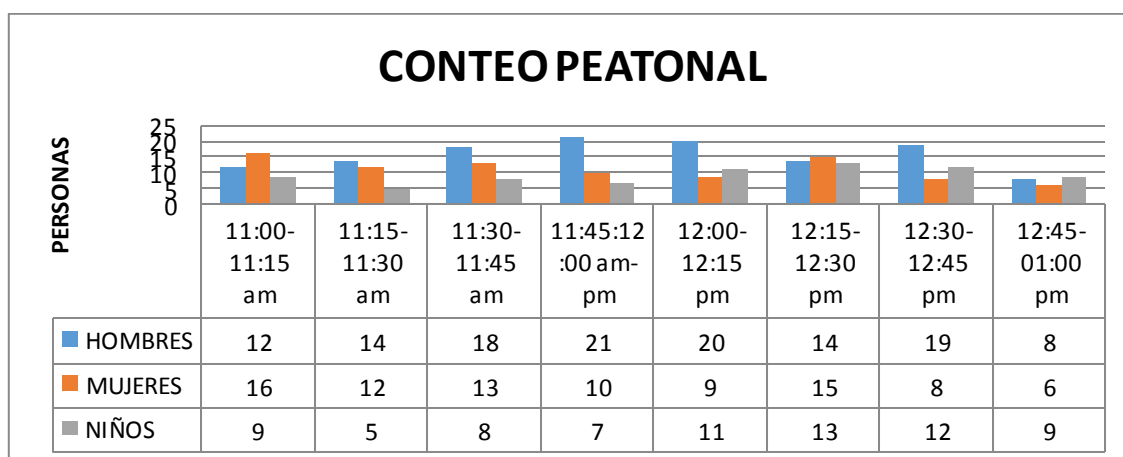 CONTEO PEATONAL
PERSONAS
25
20
15
10
5
0
11:00-
11:15
am
11:15-
11:30
am
11:30-
11:45
am
11:45:12
:00 am-
pm
12:00-
12:15
pm
12:15-
12:30
pm
12:30-
12:45
pm
12:45-
01:00
pm
HOMBRES 12 14 18 21 20 14 19 8
MUJERES 16 12 13 10 9 15 8 6
NIÑOS 9 5 8 7 11 13 12 9